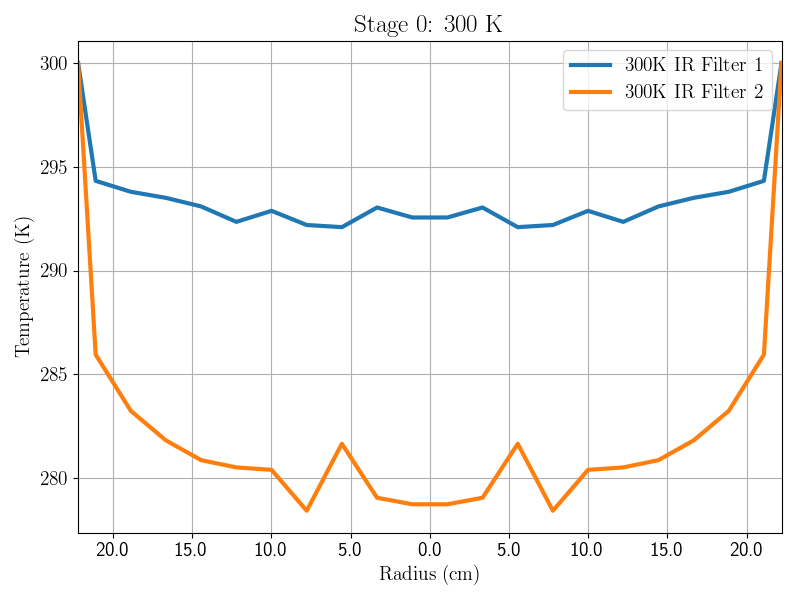 Stage 0: 300 K
300K IR Filter 1
300K IR Filter 2
Temperature (K)
300
295
290
285
280
20.0 15.0 10.0 5.0 0.0 5.0 10.0 15.0 20.0
Radius (cm)